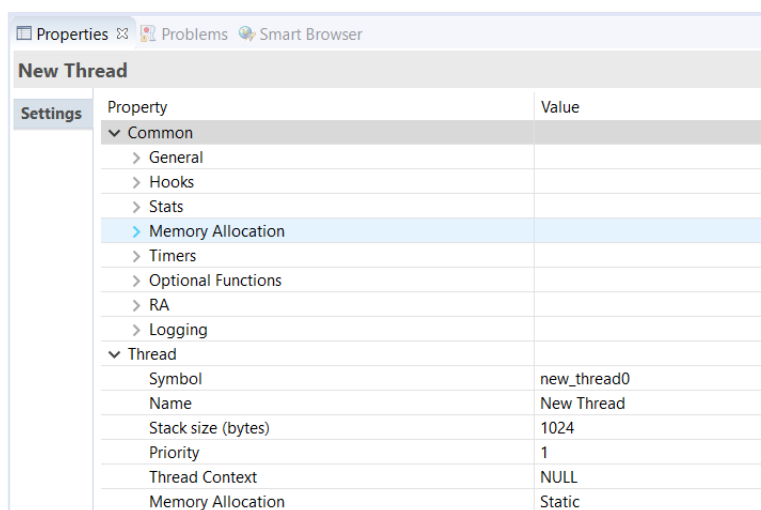 Properties Problems Smart Browser
New Thread
Settings
Property Value
Common
General
Hooks
Stats
Memory Allocation
Timers
Optional Functions
RA
Logging
Thread
Symbol new_thread0
Name New Thread
Stack size (bytes) 1024
Priority 1
Thread Context NULL
Memory Allocation Static